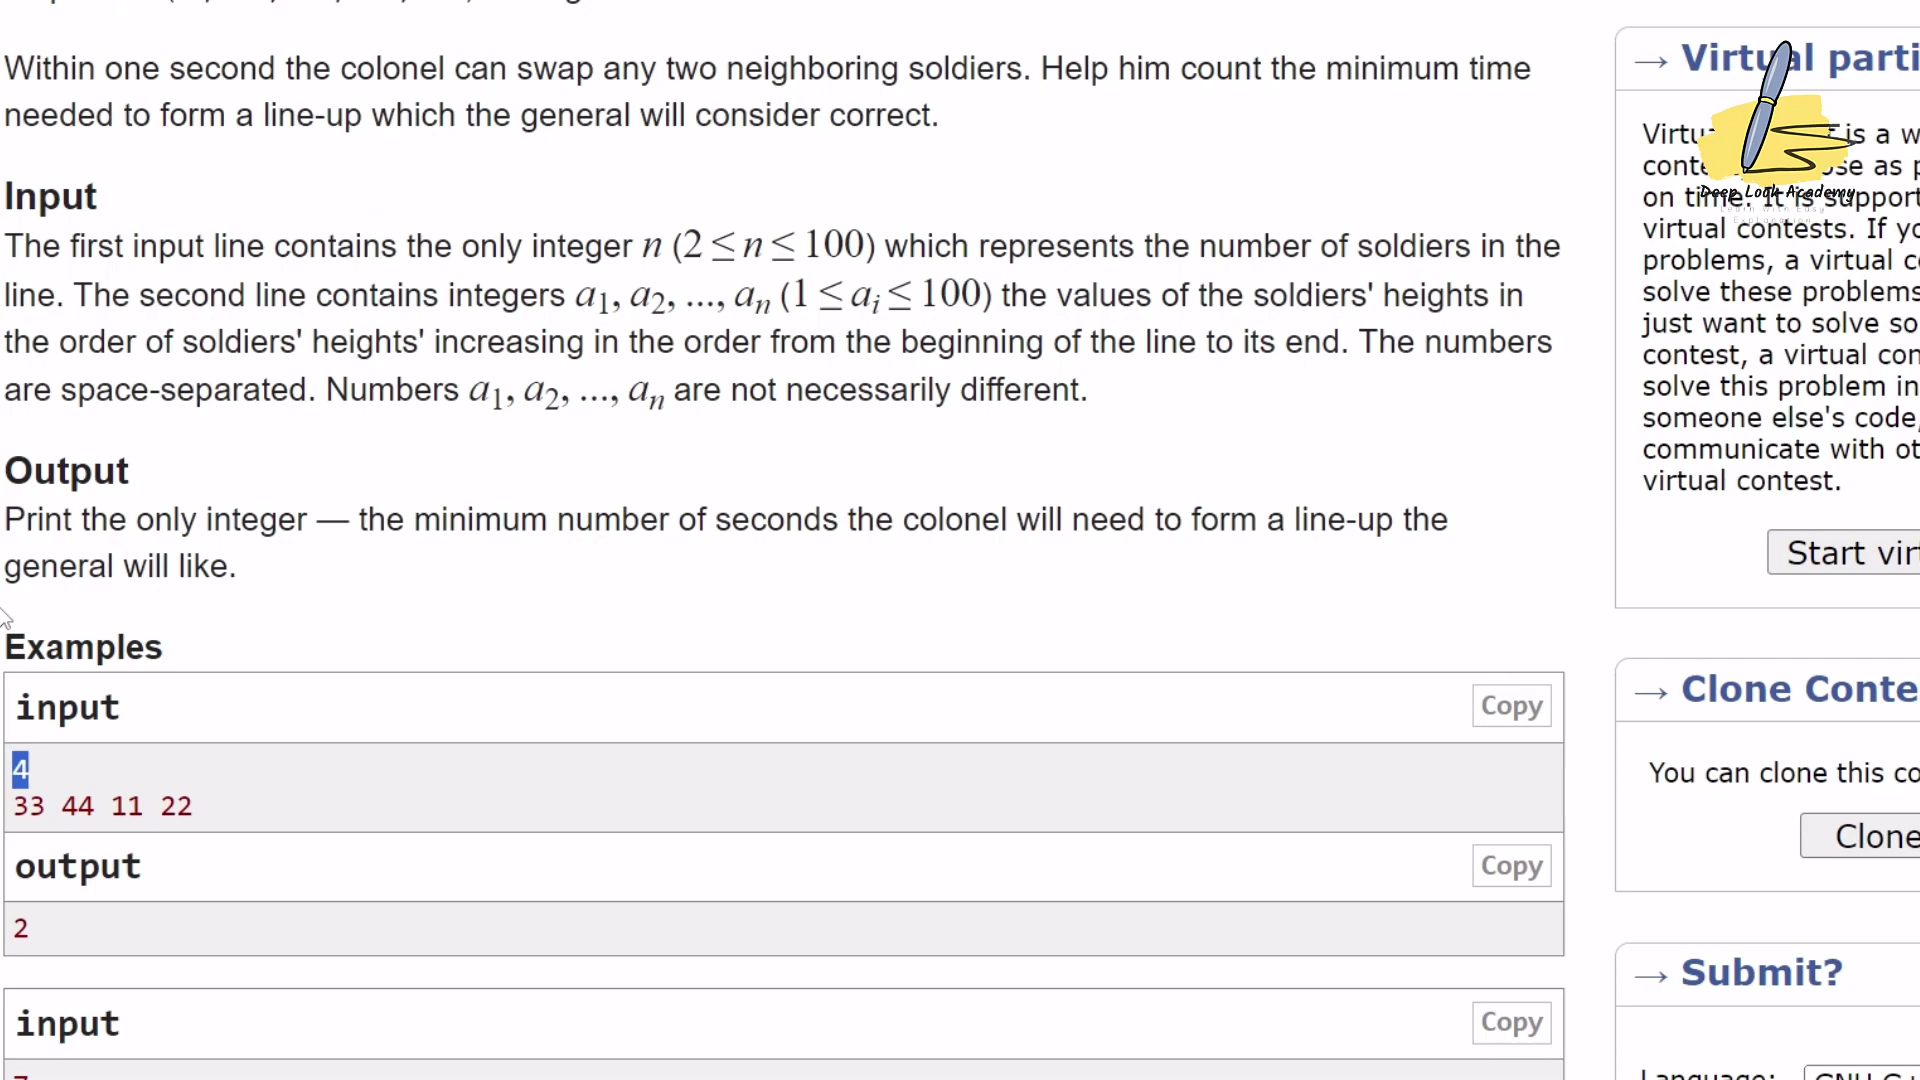 Within one second the colonel can swap any two neighboring soldiers. Help him count the minimum time
needed to form a line-up which the general will consider correct.
Input
The first input line contains the only integer n (2 ≤ n ≤ 100) which represents the number of soldiers in the
line. The second line contains integers a1, a2, ..., an (1 ≤ ai ≤ 100) the values of the soldiers' heights in
the order of soldiers' heights' increasing in the order from the beginning of the line to its end. The numbers
are space-separated. Numbers a1, a2, ..., an are not necessarily different.
Output
Print the only integer — the minimum number of seconds the colonel will need to form a line-up the
general will like.
Examples
input
Copy
4
33 44 11 22
output
Copy
2
input
Copy
→ Virtual parti
is a w
as p
on time. It is support
virtual contests. If yo
problems, a virtual co
solve these problems
just want to solve so
contest, a virtual con
solve this problem in
someone else's code,
communicate with ot
virtual contest.
Start virt
Deep Look Academy
Learn with Easy
Explanation
→ Clone Conte
You can clone this co
Clone
→ Submit?
Language: